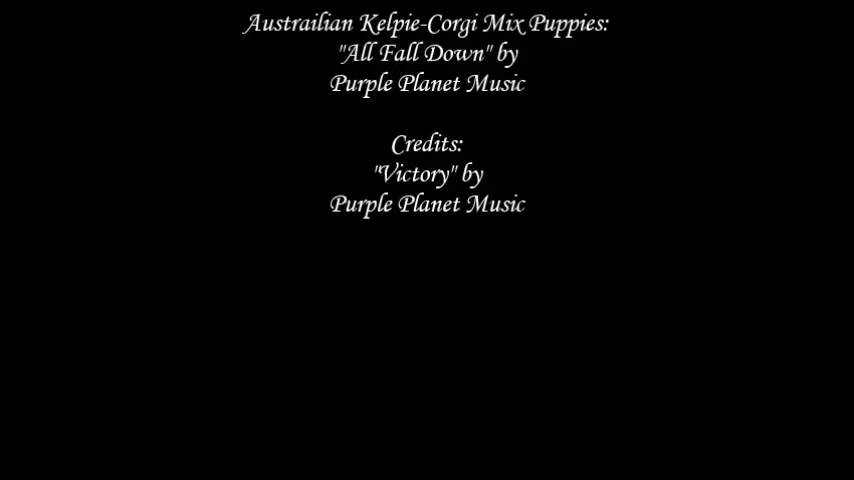 Austrailian Kelpie-Corgi Mix Puppies:
"All Fall Down" by
Purple Planet Music
Credits:
"Victory" by
Purple Planet Music